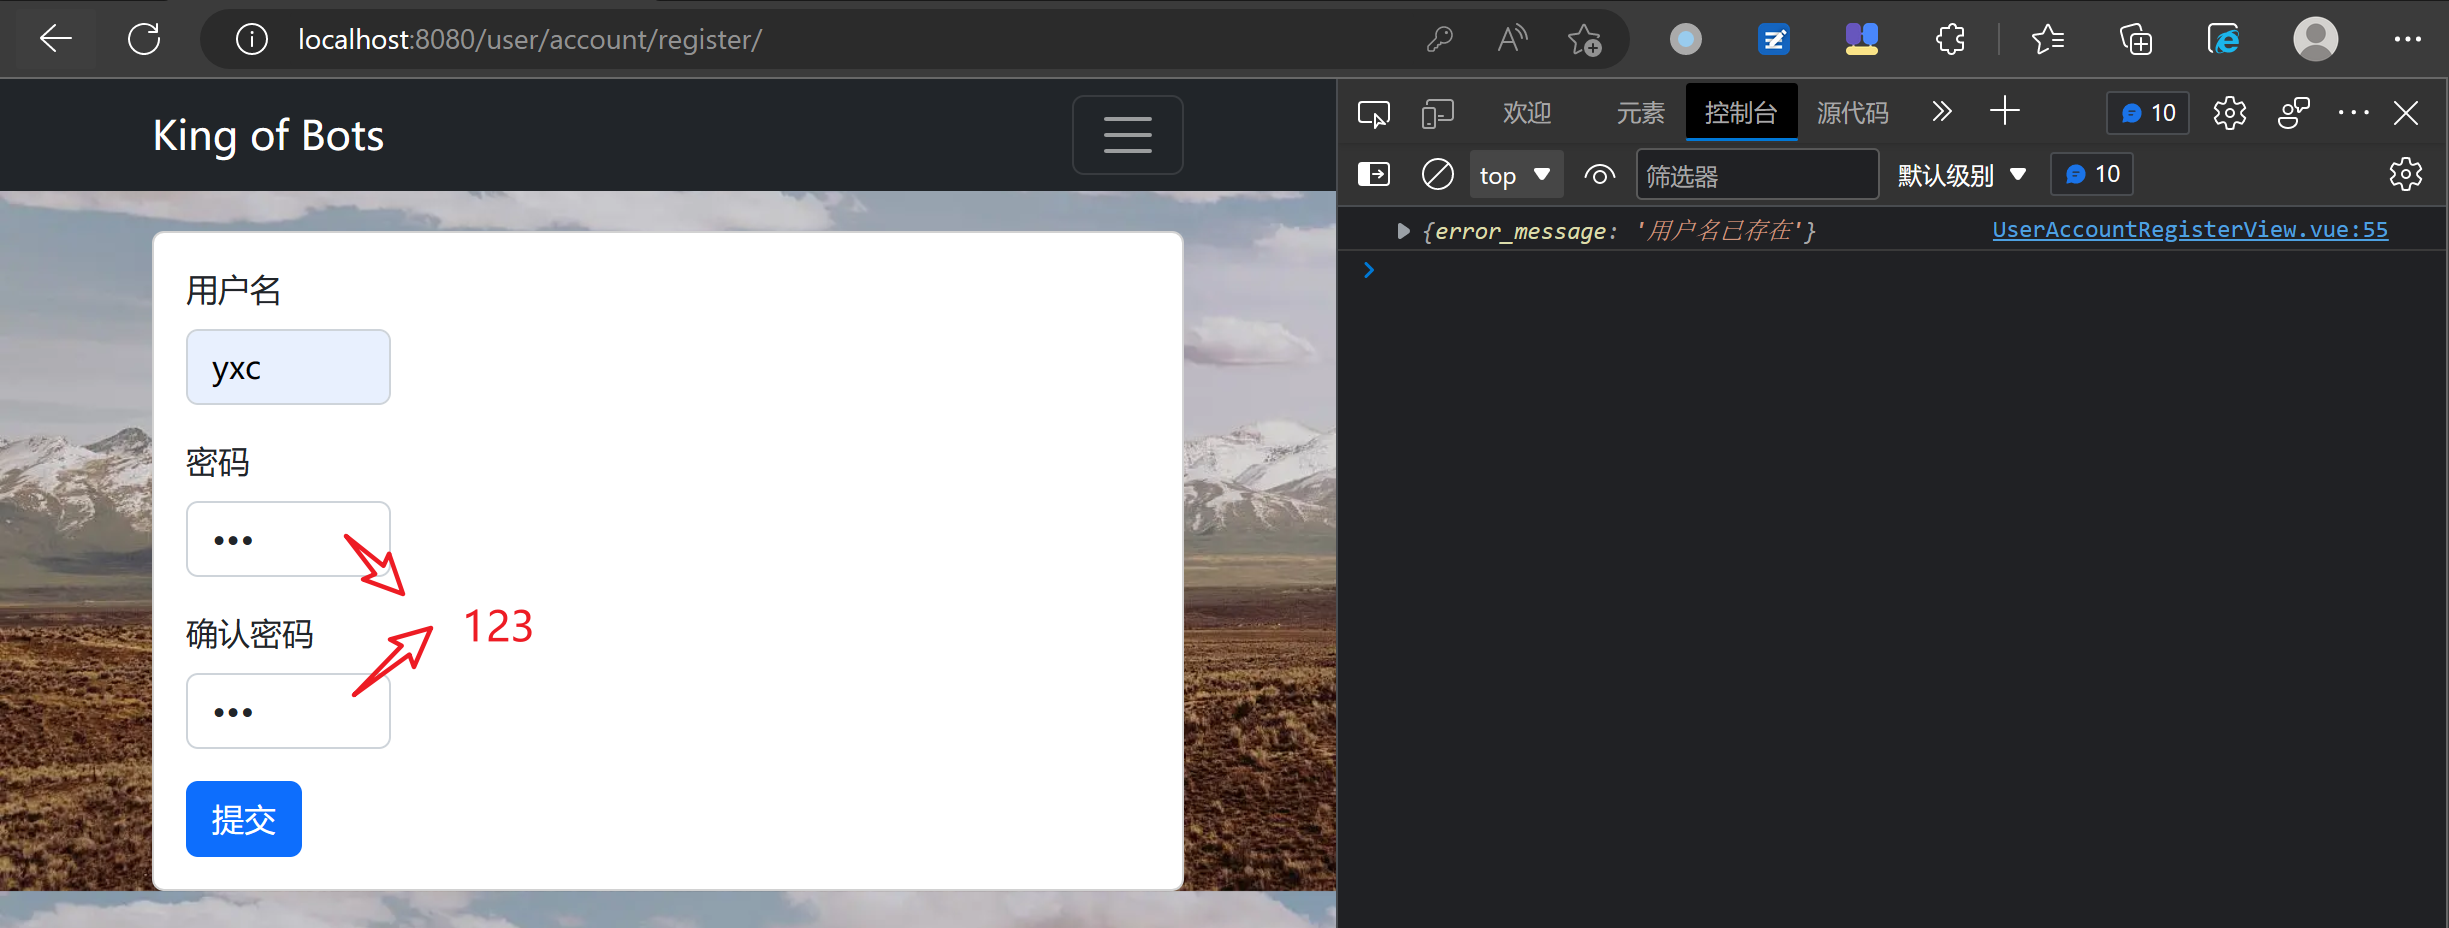 localhost:8080/user/account/register/
King of Bots
欢迎 元素 控制台 源代码 10
top 筛选器 默认级别 10
{error_message: '用户名已存在'} UserAccountRegisterView.vue:55
用户名
yxc
密码
•••
123
确认密码
•••
提交